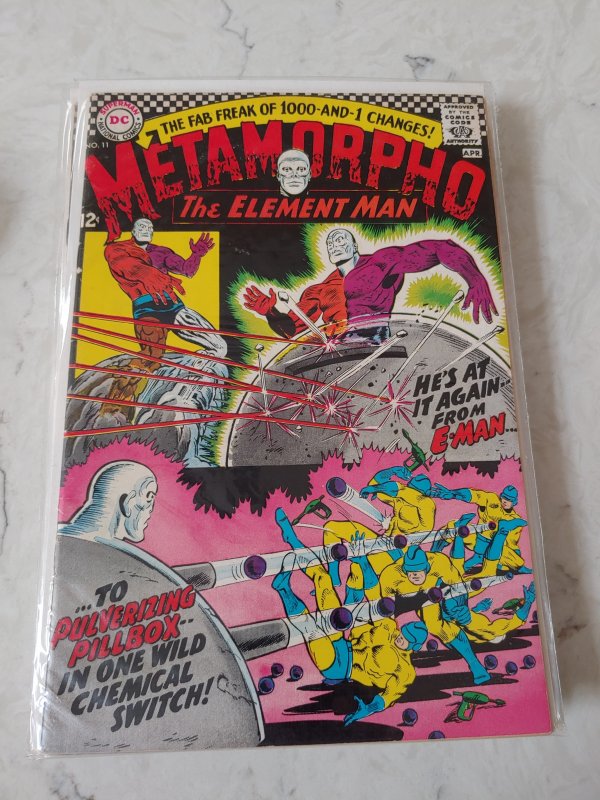 SUPERMAN
DC
NATIONAL COMICS
THE FAB FREAK OF 1000-AND-1 CHANGES!
APPROVED
BY THE
COMICS
CODE
AUTHORITY
NO. 11
APR.
METAMORPHO
12¢
THE ELEMENT MAN
HE'S AT
IT AGAIN--
FROM
E-MAN...
...TO
PULVERIZING
PILLBOX--
IN ONE WILD
CHEMICAL
SWITCH!